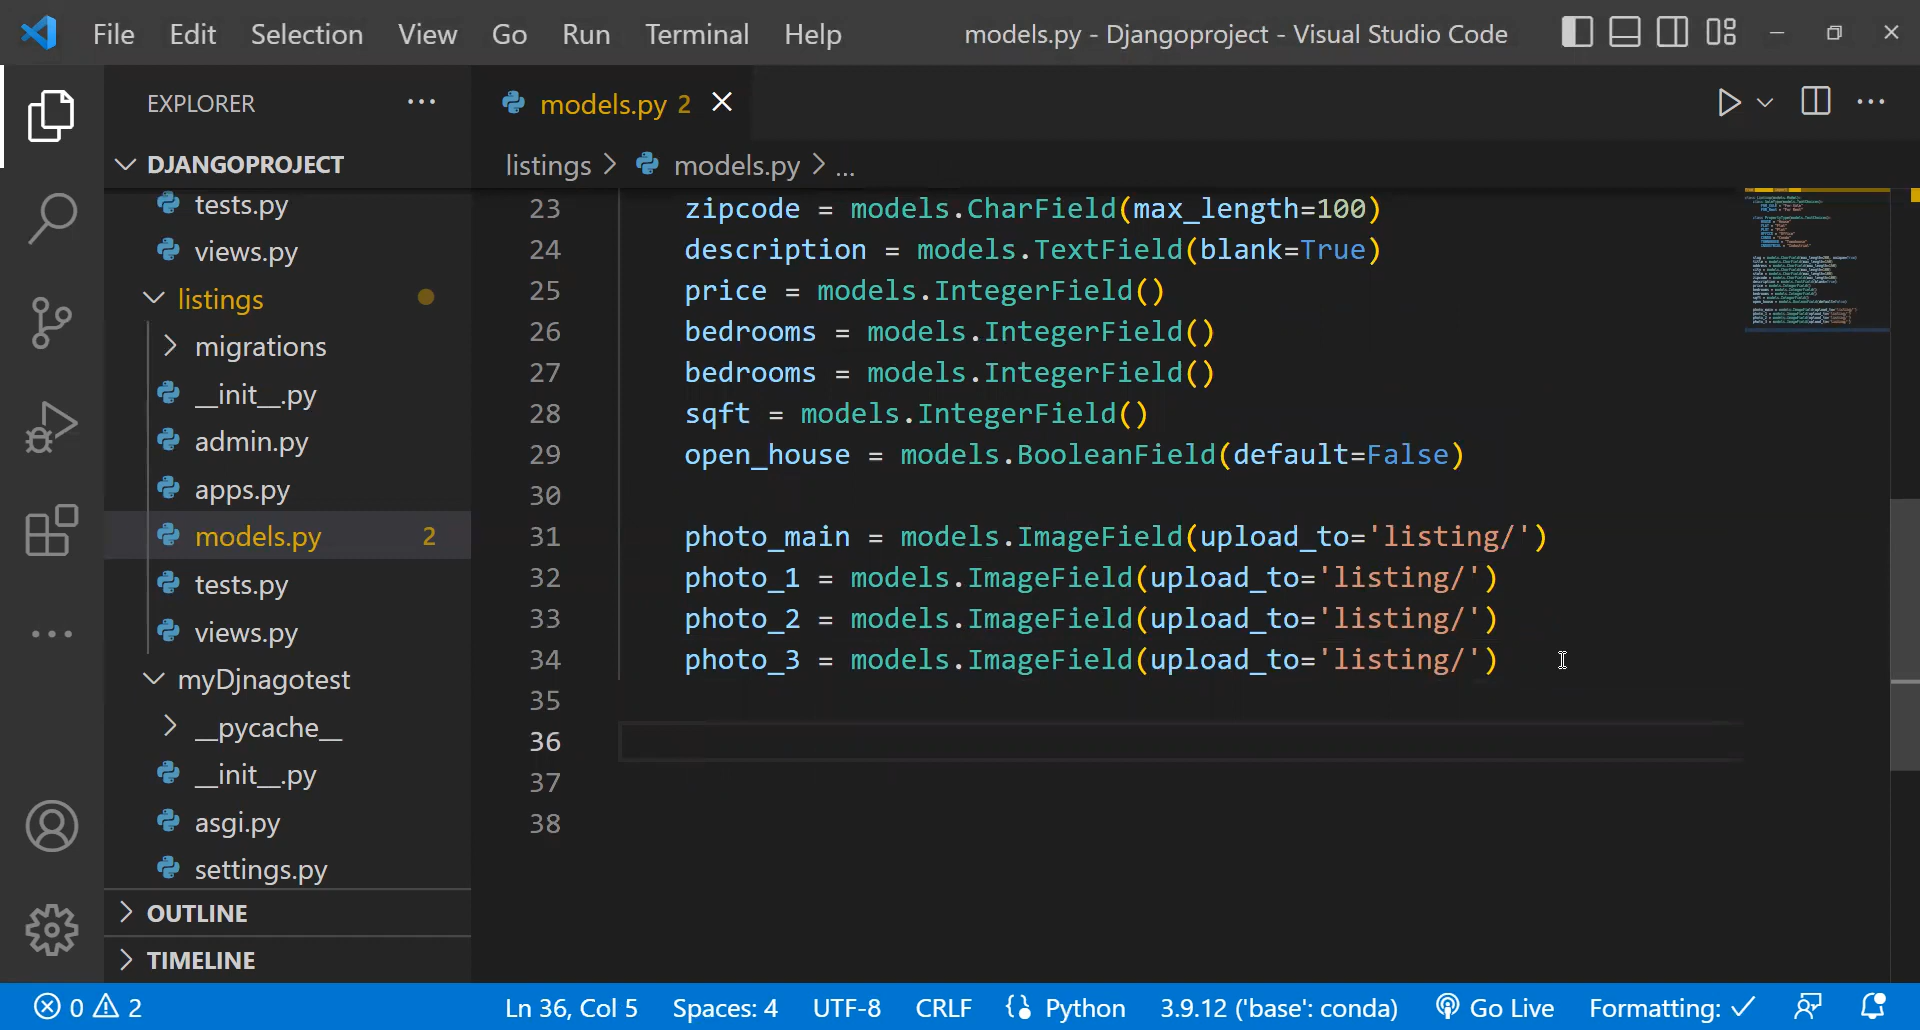 File Edit Selection View Go Run Terminal Help models.py - Djangoproject - Visual Studio Code
EXPLORER ···
models.py 2
DJANGOPROJECT
listings > models.py > ...
tests.py
views.py
listings
migrations
__init__.py
admin.py
apps.py
models.py 2
tests.py
views.py
myDjnagotest
__pycache__
__init__.py
asgi.py
settings.py
OUTLINE
TIMELINE
23 zipcode = models.CharField(max_length=100)
24 description = models.TextField(blank=True)
25 price = models.IntegerField()
26 bedrooms = models.IntegerField()
27 bedrooms = models.IntegerField()
28 sqft = models.IntegerField()
29 open_house = models.BooleanField(default=False)
30
31 photo_main = models.ImageField(upload_to='listing/')
32 photo_1 = models.ImageField(upload_to='listing/')
33 photo_2 = models.ImageField(upload_to='listing/')
34 photo_3 = models.ImageField(upload_to='listing/')
35
36
37
38
0 2 Ln 36, Col 5 Spaces: 4 UTF-8 CRLF Python 3.9.12 ('base': conda) Go Live Formatting: ✓